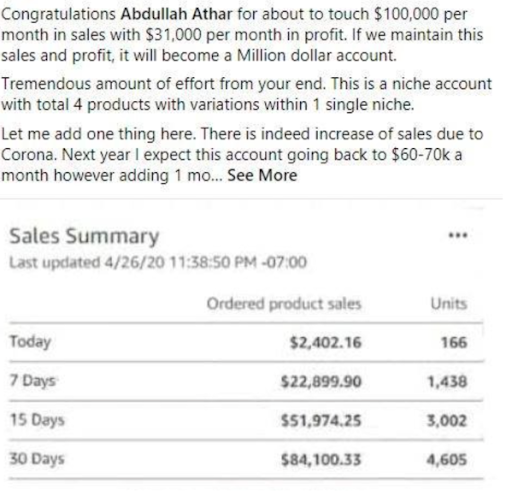 Congratulations Abdullah Athar for about to touch $100,000 per
month in sales with $31,000 per month in profit. If we maintain this
sales and profit, it will become a Million dollar account.
Tremendous amount of effort from your end. This is a niche account
with total 4 products with variations within 1 single niche.
Let me add one thing here. There is indeed increase of sales due to
Corona. Next year I expect this account going back to $60-70k a
month however adding 1 mo... See More
Sales Summary
Last updated 4/26/20 11:38:50 PM -07:00
Ordered product sales Units
Today $2,402.16 166
7 Days $22,899.90 1,438
15 Days $51,974.25 3,002
30 Days $84,100.33 4,605